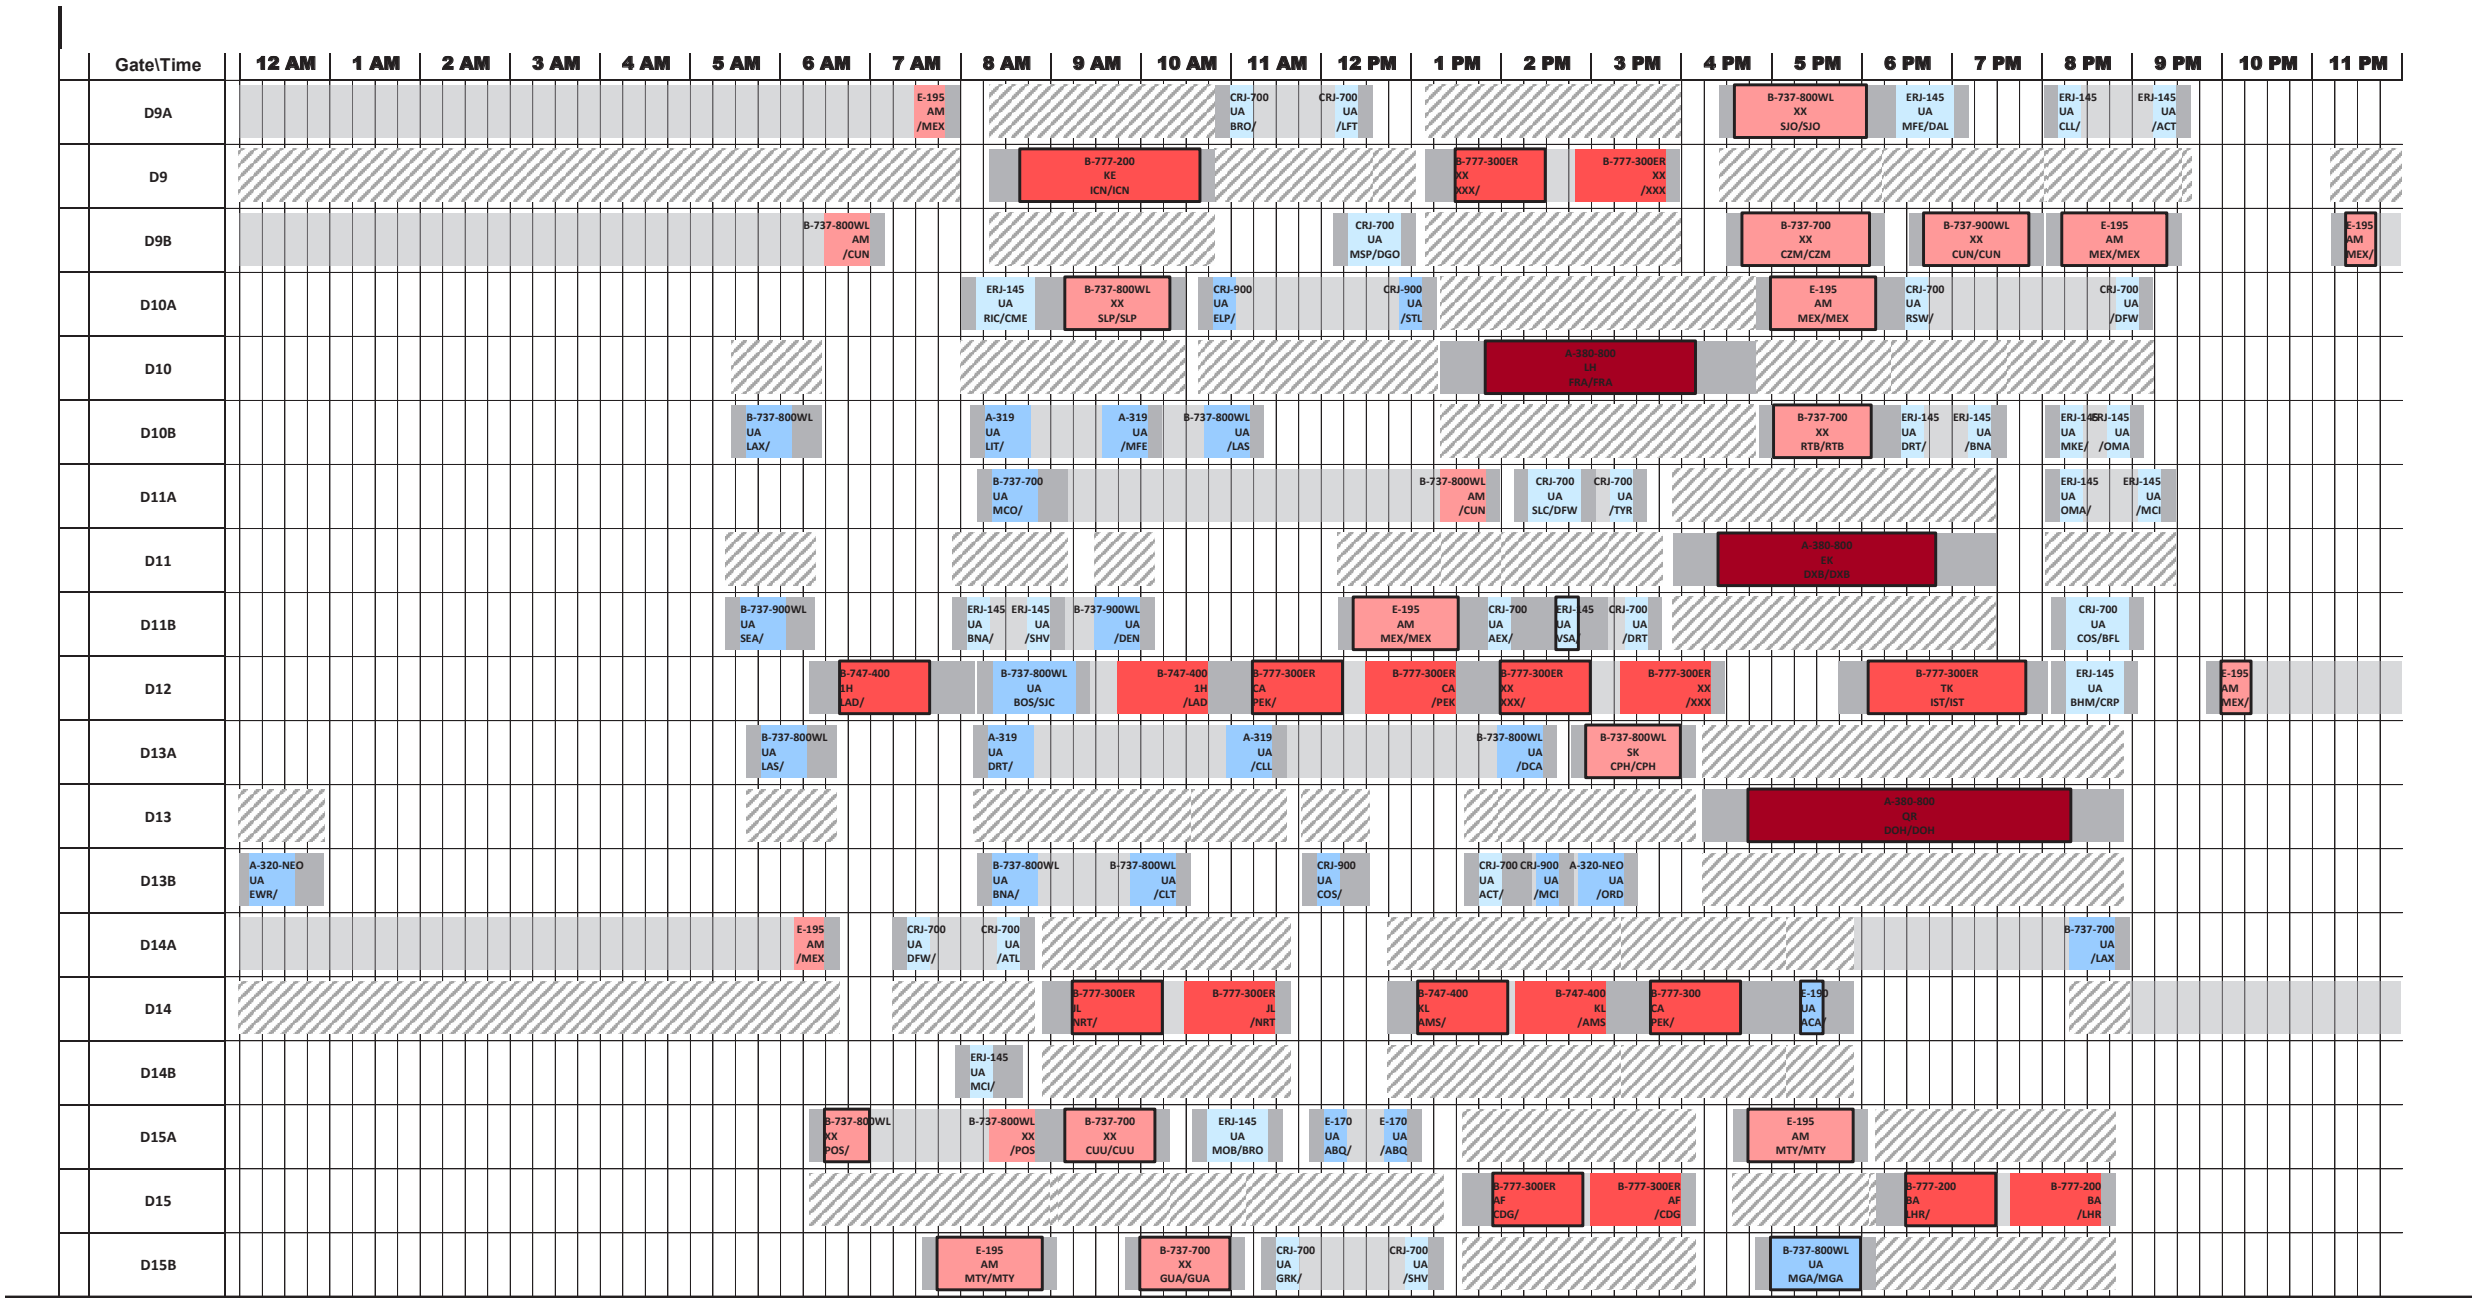 Gate\Time 12 AM 1 AM 2 AM 3 AM 4 AM 5 AM 6 AM 7 AM 8 AM 9 AM 10 AM 11 AM 12 PM 1 PM 2 PM 3 PM 4 PM 5 PM 6 PM 7 PM 8 PM 9 PM 10 PM 11 PM
E-195 CRJ-700 CRJ-700 B-737-800WL ERJ-145 ERJ-145 ERJ-145
D9A AM UA UA XX UA UA UA
/MEX BRO/ /LFT SJO/SJO MFE/DAL CLL/ /ACT
B-777-200 B-777-300ER B-777-300ER
D9 KE XX XX
ICN/ICN XXX/ /XXX
B-737-800WL CRJ-700 B-737-700 B-737-900WL E-195 E-195
D9B AM UA XX XX AM AM
/CUN MSP/DGO CZM/CZM CUN/CUN MEX/MEX MEX/
ERJ-145 B-737-800WL CRJ-900 CRJ-900 E-195 CRJ-700 CRJ-700
D10A UA XX UA UA AM UA UA
RIC/CME SLP/SLP ELP/ /STL MEX/MEX RSW/ /DFW
A-380-800
D10 LH
FRA/FRA
B-737-800WL A-319 A-319 B-737-800WL B-737-700 ERJ-145 ERJ-145 ERJ-145 ERJ-145
D10B UA UA UA UA XX UA UA UA UA
LAX/ LIT/ /MFE /LAS RTB/RTB DRT/ /BNA MKE/ /OMA
B-737-700 B-737-800WL CRJ-700 CRJ-700 ERJ-145 ERJ-145
D11A UA AM UA UA UA UA
MCO/ /CUN SLC/DFW /TYR OMA/ /MCI
A-380-800
D11 EK
DXB/DXB
B-737-900WL ERJ-145 ERJ-145 B-737-900WL E-195 CRJ-700 ERJ-145 CRJ-700 CRJ-700
D11B UA UA UA UA AM UA UA UA UA
SEA/ BNA/ /SHV /DEN MEX/MEX AEX/ VSA/ /DRT COS/BFL
B-747-400 B-737-800WL B-747-400 B-777-300ER B-777-300ER B-777-300ER B-777-300ER B-777-300ER ERJ-145 E-195
D12 1H UA 1H CA CA XX XX TK UA AM
LAD/ BOS/SJC /LAD PEK/ /PEK XXX/ /XXX IST/IST BHM/CRP MEX/
B-737-800WL A-319 A-319 B-737-800WL B-737-800WL
D13A UA UA UA UA SK
LAS/ DRT/ /CLL /DCA CPH/CPH
A-380-800
D13 QR
DOH/DOH
A-320-NEO B-737-800WL B-737-800WL CRJ-900 CRJ-700 CRJ-900 A-320-NEO
D13B UA UA UA UA UA UA UA
EWR/ BNA/ /CLT COS/ ACT/ /MCI /ORD
E-195 CRJ-700 CRJ-700 B-737-700
D14A AM UA UA UA
/MEX DFW/ /ATL /LAX
B-777-300ER B-777-300ER B-747-400 B-747-400 B-777-300 E-190
D14 JL JL KL KL CA UA
NRT/ /NRT AMS/ /AMS PEK/ ACA/
ERJ-145
D14B UA
MCI/
B-737-800WL B-737-800WL B-737-700 ERJ-145 E-170 E-170 E-195
D15A XX XX XX UA UA UA AM
POS/ /POS CUU/CUU MOB/BRO ABQ/ /ABQ MTY/MTY
B-777-300ER B-777-300ER B-777-200 B-777-200
D15 AF AF BA BA
CDG/ /CDG LHR/ /LHR
E-195 B-737-700 CRJ-700 CRJ-700 B-737-800WL
D15B AM XX UA UA UA
MTY/MTY GUA/GUA GRK/ /SHV MGA/MGA